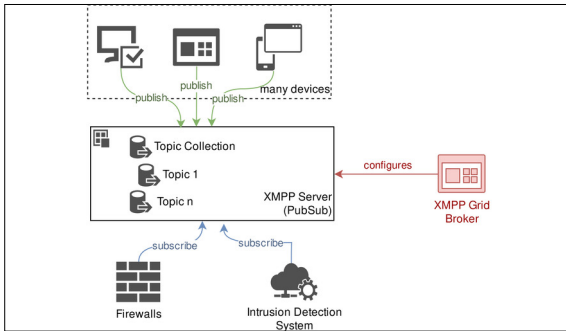 publish
publish
publish
many devices
Topic Collection
Topic 1
Topic n
XMPP Server
(PubSub)
configures
XMPP Grid
Broker
subscribe
subscribe
Firewalls
Intrusion Detection
System